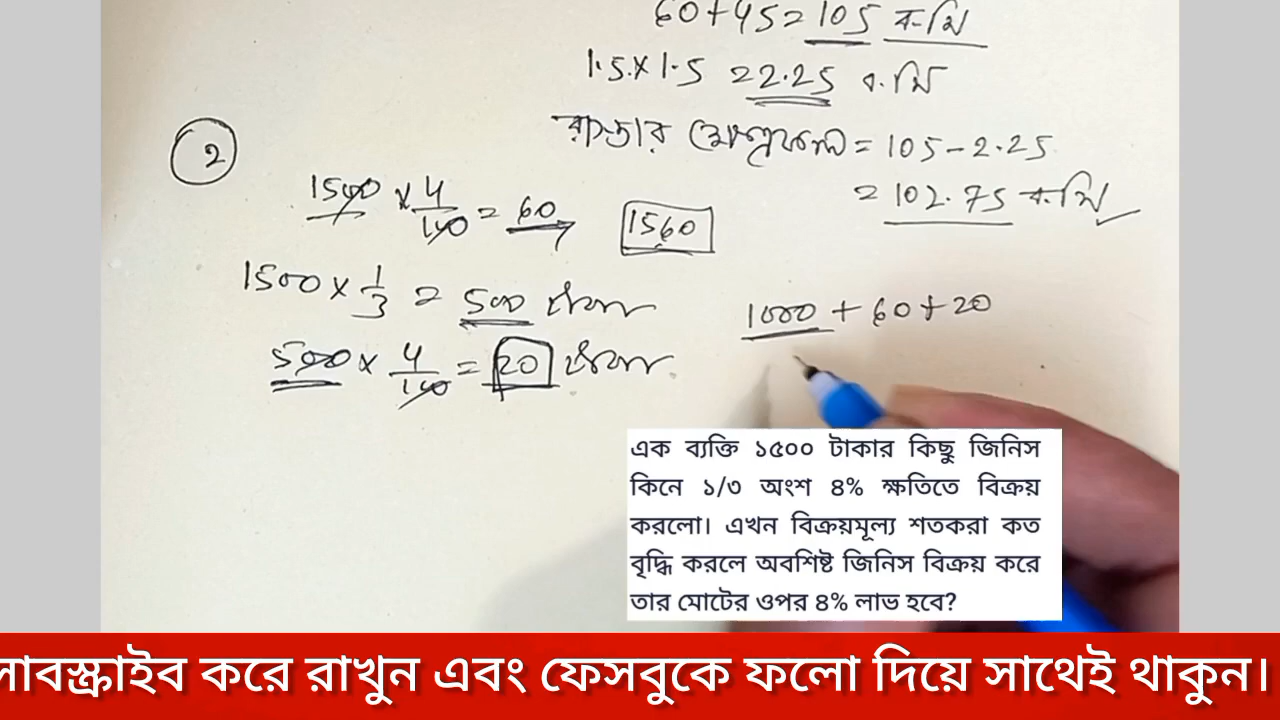 60+45=105 ব.মি
1.5.×1.5 =22.25 ব.মি
রাস্তার ক্ষেত্রফল = 105-2.25
= 102.75 ব.মি
2
1500 × 4/100 = 60 1560
1500 × 1/3 = 500 টাকা
1000 + 60 + 20
500 × 4/100 = 20 টাকা
এক ব্যক্তি ১৫০০ টাকার কিছু জিনিস
কিনে ১/৩ অংশ ৪% ক্ষতিতে বিক্রয়
করলো। এখন বিক্রয়মূল্য শতকরা কত
বৃদ্ধি করলে অবশিষ্ট জিনিস বিক্রয় করে
তার মোটের ওপর ৪% লাভ হবে?
সাবস্ক্রাইব করে রাখুন এবং ফেসবুকে ফলো দিয়ে সাথেই থাকুন।